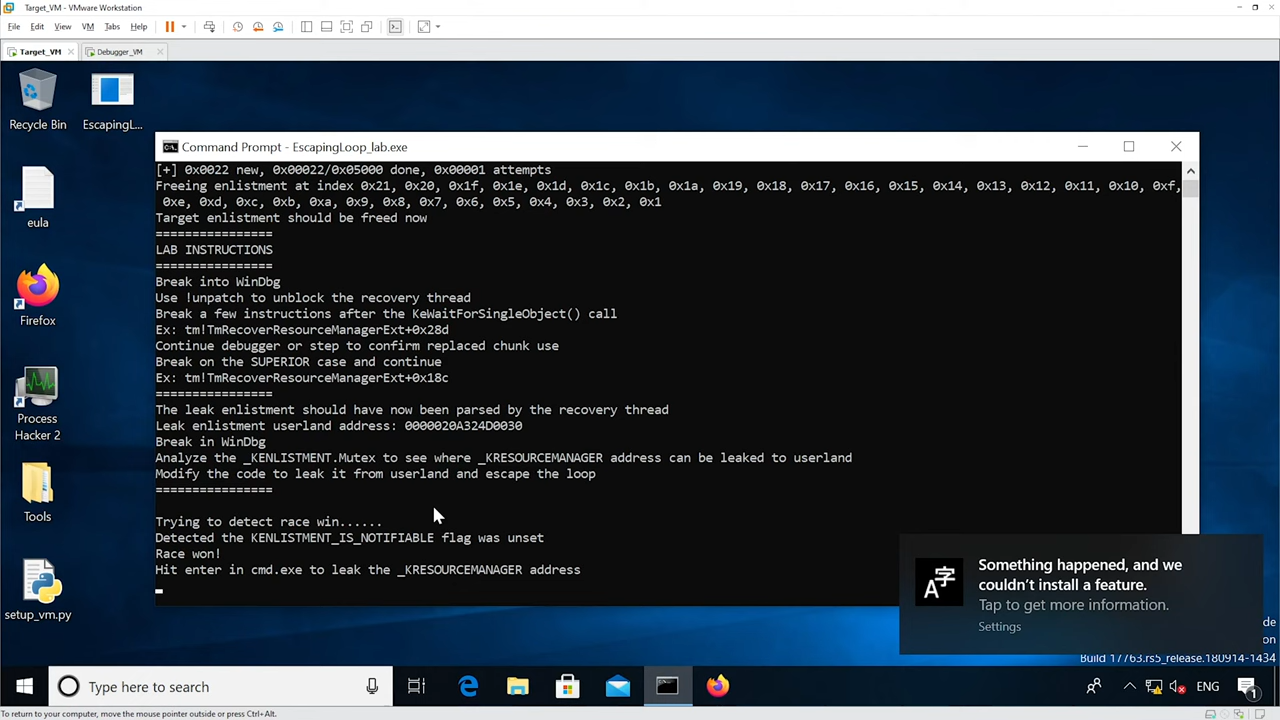 Target_VM - VMware Workstation
File Edit View VM Tabs Help
Target_VM Debugger_VM
Recycle Bin
EscapingL...
eula
Firefox
Process
Hacker 2
Tools
setup_vm.py
Command Prompt - EscapingLoop_lab.exe
[+] 0x0022 new, 0x00022/0x05000 done, 0x00001 attempts
Freeing enlistment at index 0x21, 0x20, 0x1f, 0x1e, 0x1d, 0x1c, 0x1b, 0x1a, 0x19, 0x18, 0x17, 0x16, 0x15, 0x14, 0x13, 0x12, 0x11, 0x10, 0xf,
0xe, 0xd, 0xc, 0xb, 0xa, 0x9, 0x8, 0x7, 0x6, 0x5, 0x4, 0x3, 0x2, 0x1
Target enlistment should be freed now
================
LAB INSTRUCTIONS
================
Break into WinDbg
Use !unpatch to unblock the recovery thread
Break a few instructions after the KeWaitForSingleObject() call
Ex: tm!TmRecoverResourceManagerExt+0x28d
Continue debugger or step to confirm replaced chunk use
Break on the SUPERIOR case and continue
Ex: tm!TmRecoverResourceManagerExt+0x18c
================
The leak enlistment should have now been parsed by the recovery thread
Leak enlistment userland address: 0000020A324D0030
Break in WinDbg
Analyze the _KENLISTMENT.Mutex to see where _KRESOURCEMANAGER address can be leaked to userland
Modify the code to leak it from userland and escape the loop
================
Trying to detect race win......
Detected the KENLISTMENT_IS_NOTIFIABLE flag was unset
Race won!
Hit enter in cmd.exe to leak the _KRESOURCEMANAGER address
Something happened, and we
couldn't install a feature.
Tap to get more information.
Settings
Build 17763.rs5_release.180914-1434
Type here to search
ENG
1
To return to your computer, move the mouse pointer outside or press Ctrl+Alt.